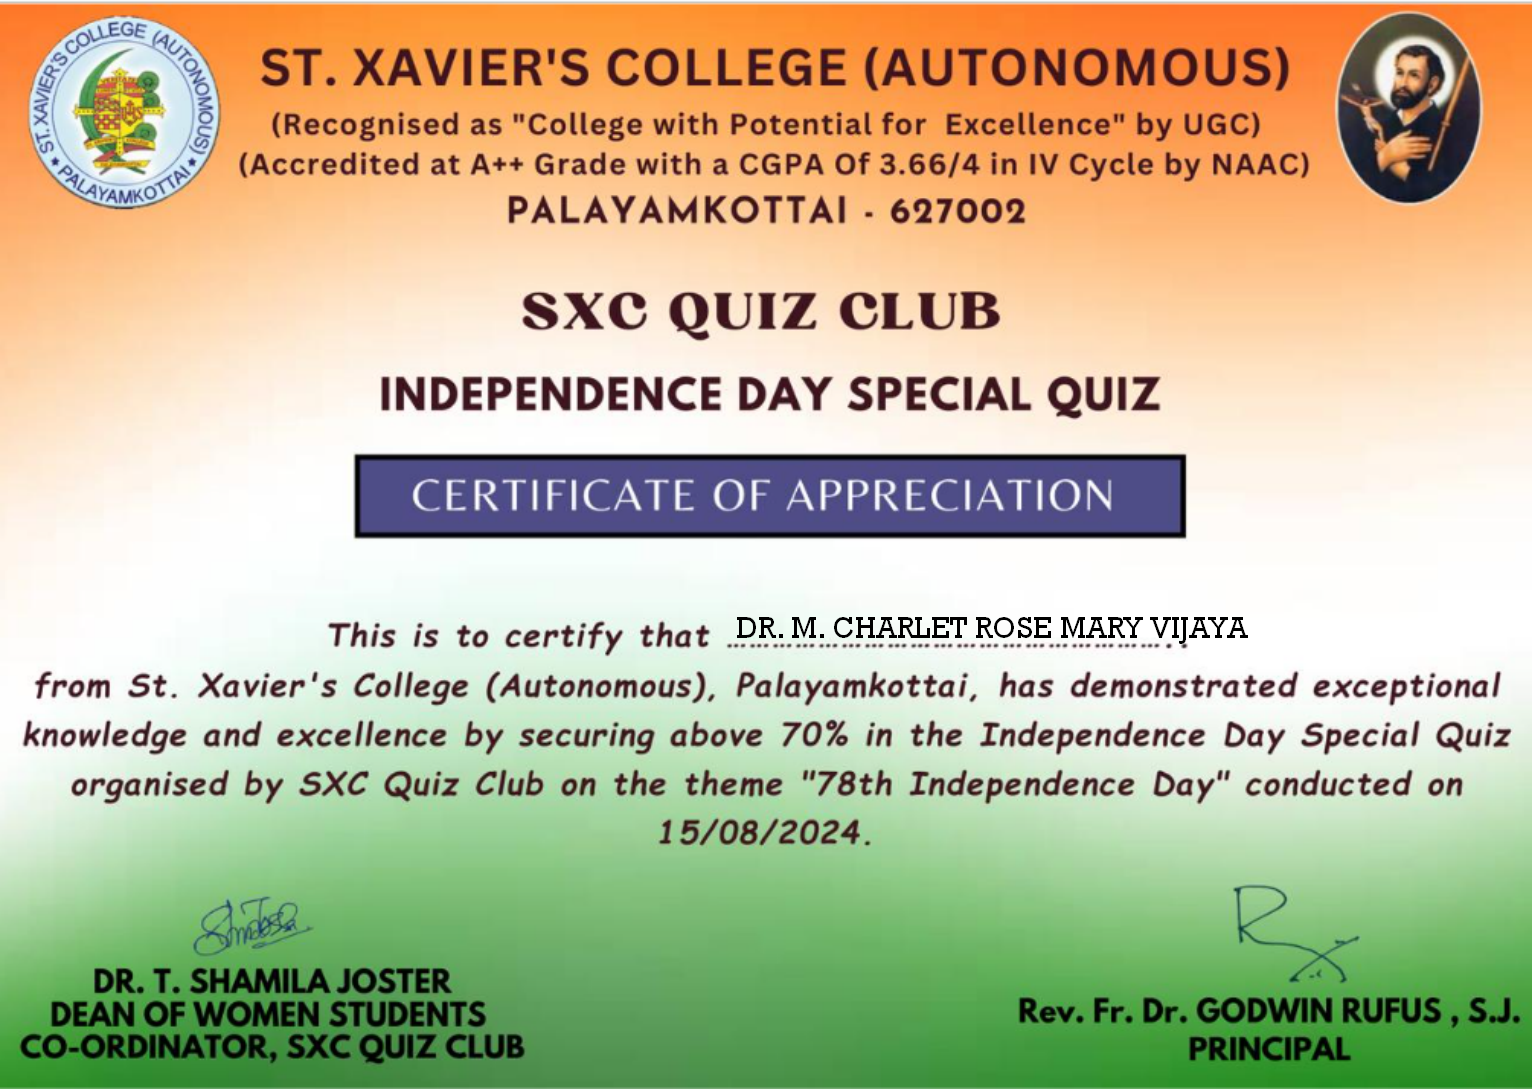 ST. XAVIER'S COLLEGE (AUTONOMOUS)
PALAYAMKOTTAI
ST. XAVIER'S COLLEGE (AUTONOMOUS)
(Recognised as "College with Potential for Excellence" by UGC)
(Accredited at A++ Grade with a CGPA Of 3.66/4 in IV Cycle by NAAC)
PALAYAMKOTTAI - 627002
SXC QUIZ CLUB
INDEPENDENCE DAY SPECIAL QUIZ
CERTIFICATE OF APPRECIATION
This is to certify that DR. M. CHARLET ROSE MARY VIJAYA
from St. Xavier's College (Autonomous), Palayamkottai, has demonstrated exceptional
knowledge and excellence by securing above 70% in the Independence Day Special Quiz
organised by SXC Quiz Club on the theme "78th Independence Day" conducted on
15/08/2024.
DR. T. SHAMILA JOSTER
DEAN OF WOMEN STUDENTS
CO-ORDINATOR, SXC QUIZ CLUB
Rev. Fr. Dr. GODWIN RUFUS , S.J.
PRINCIPAL